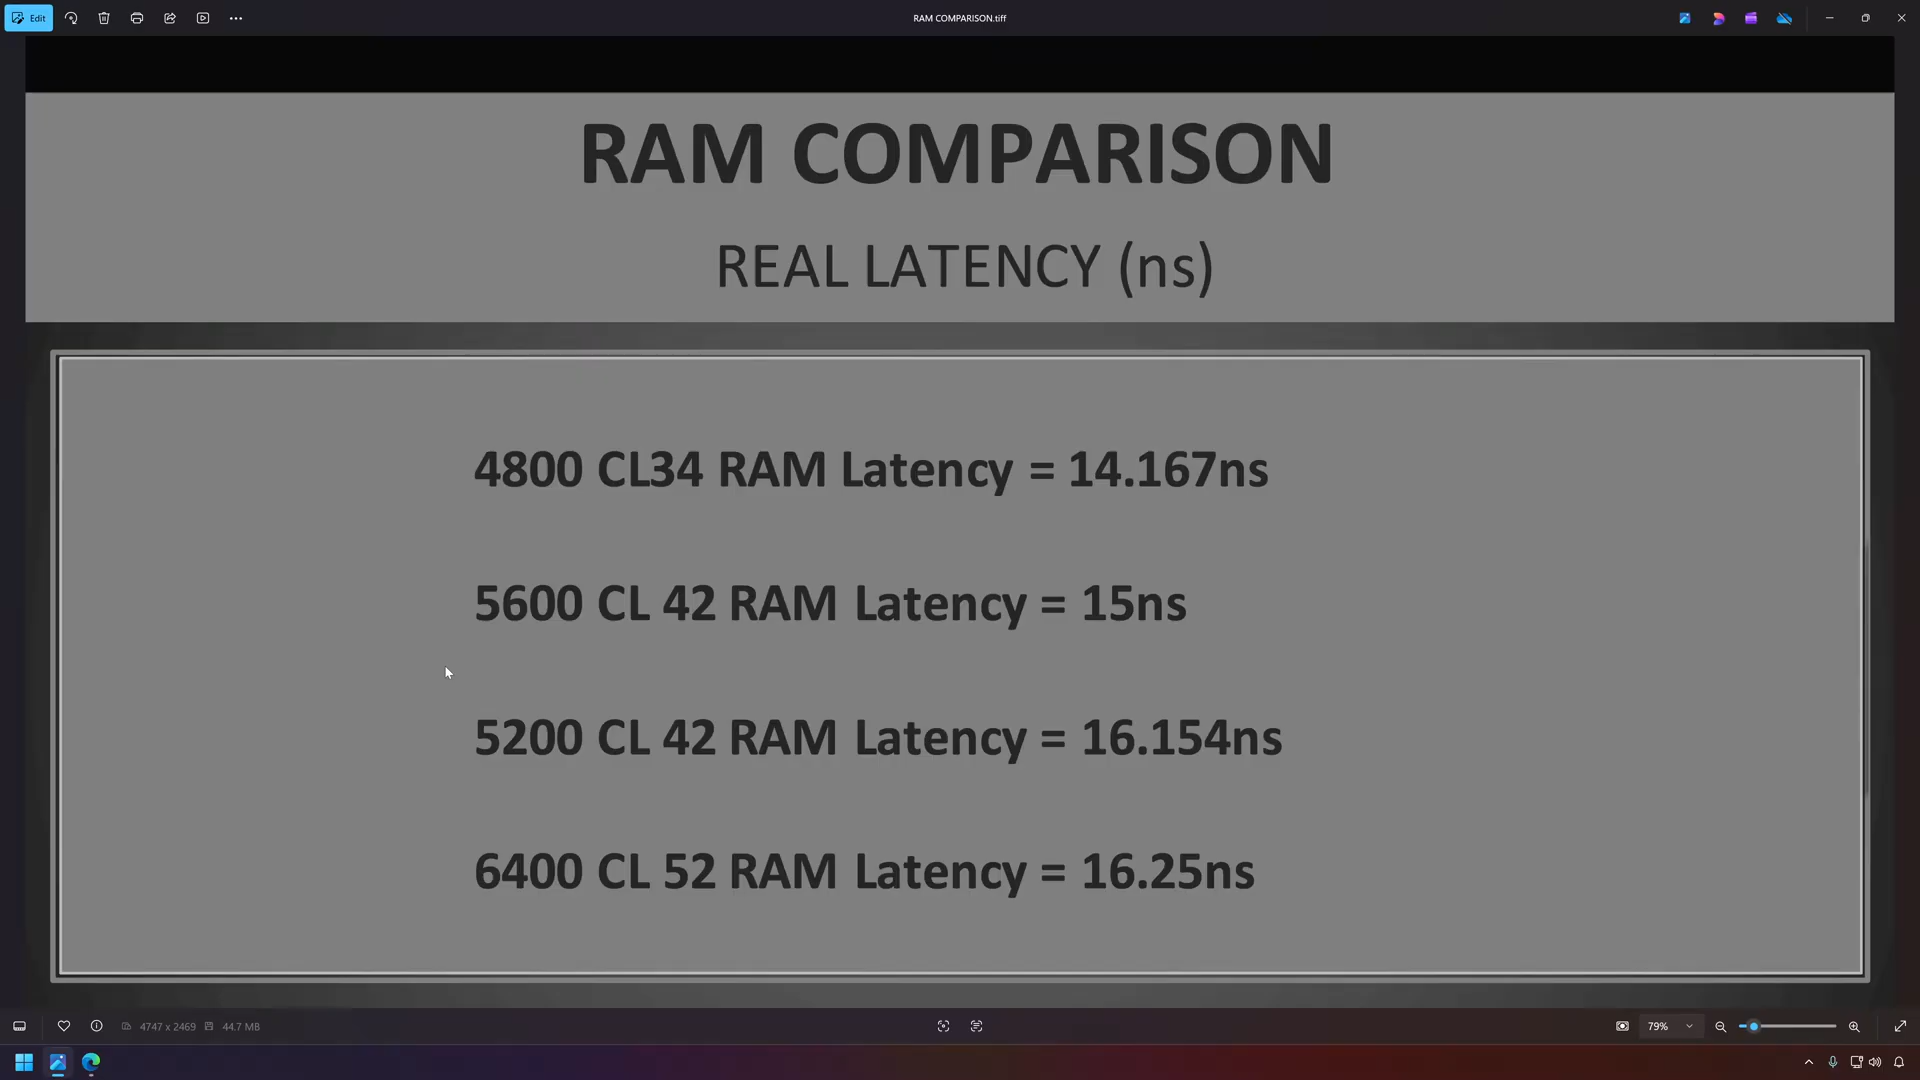 Edit
RAM COMPARISON.tiff
RAM COMPARISON
REAL LATENCY (ns)
4800 CL34 RAM Latency = 14.167ns
5600 CL 42 RAM Latency = 15ns
5200 CL 42 RAM Latency = 16.154ns
6400 CL 52 RAM Latency = 16.25ns
4747 x 2469 44.7 MB 79%